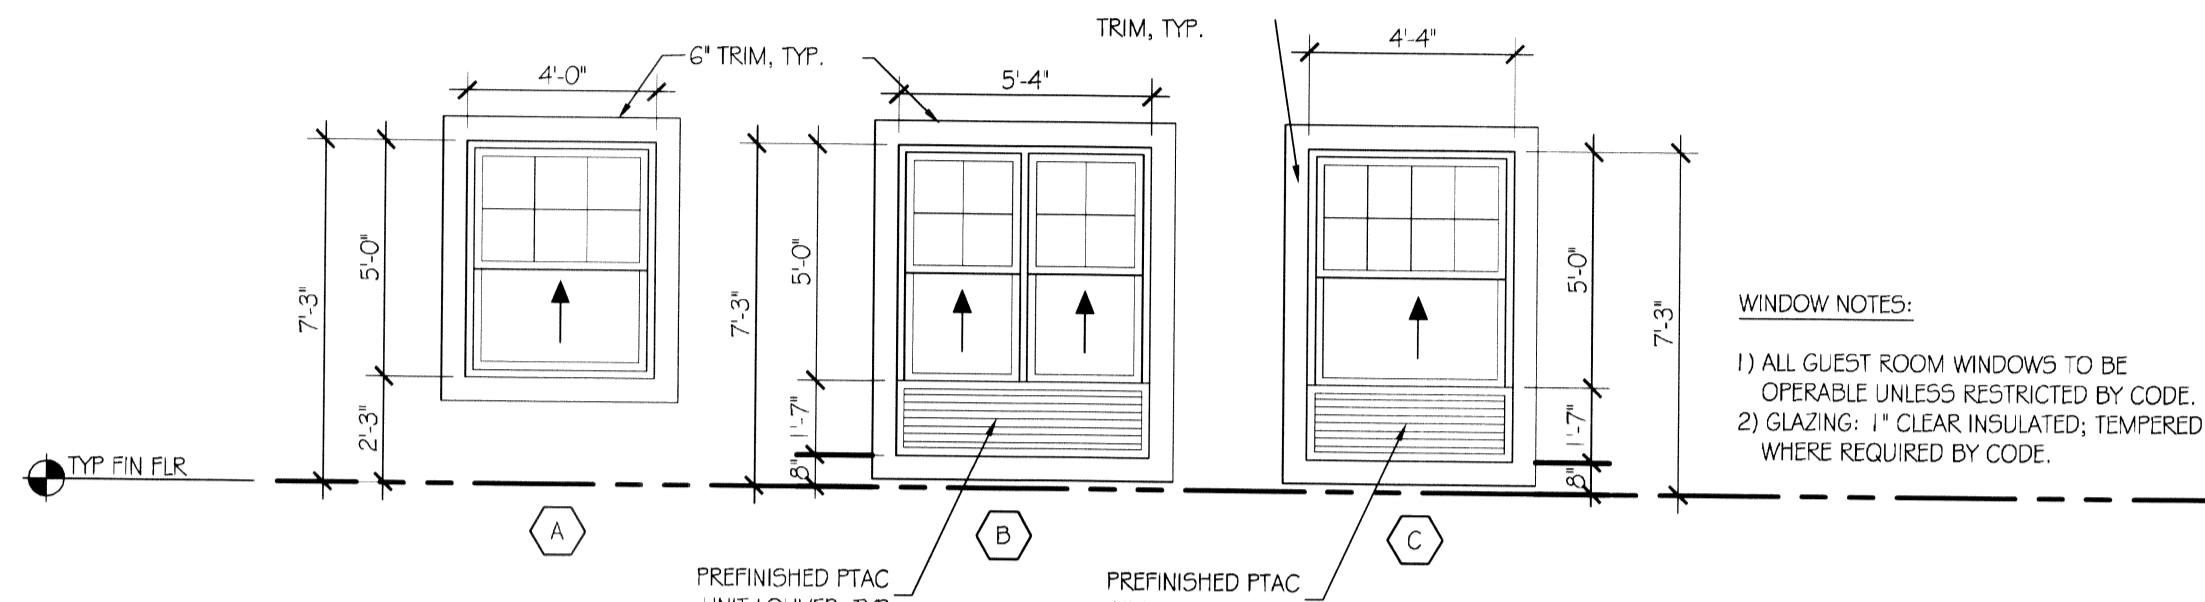 TRIM, TYP.
6" TRIM, TYP.
4'-0"
5'-4"
4'-4"
7'-3"
5'-0"
2'-3"
7'-3"
5'-0"
1'-7"
8"
5'-0"
1'-7"
8"
7'-3"
WINDOW NOTES:
1) ALL GUEST ROOM WINDOWS TO BE
OPERABLE UNLESS RESTRICTED BY CODE.
2) GLAZING: 1" CLEAR INSULATED; TEMPERED
WHERE REQUIRED BY CODE.
TYP FIN FLR
A
B
C
PREFINISHED PTAC
UNIT LOUVER, TYP
PREFINISHED PTAC